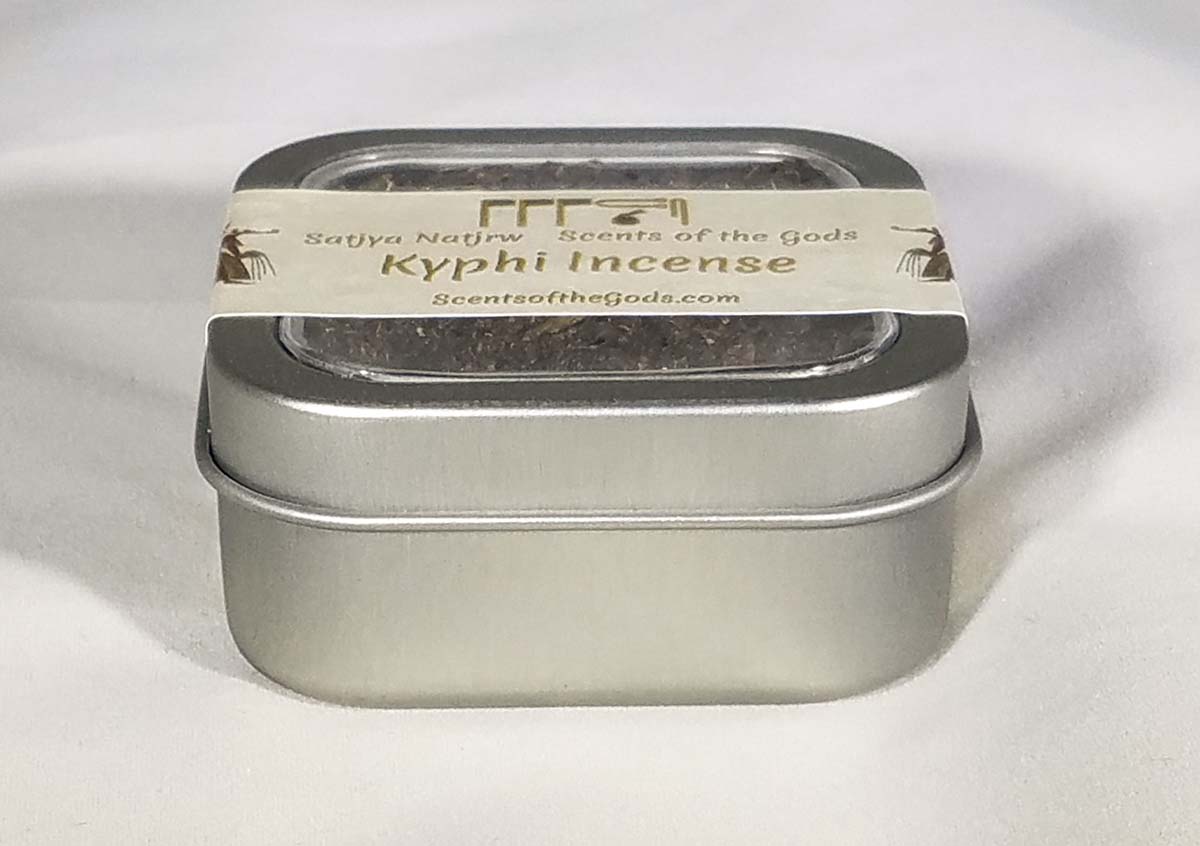 Satjya Natjrw Scents of the Gods
Kyphi Incense
ScentsoftheGods.com